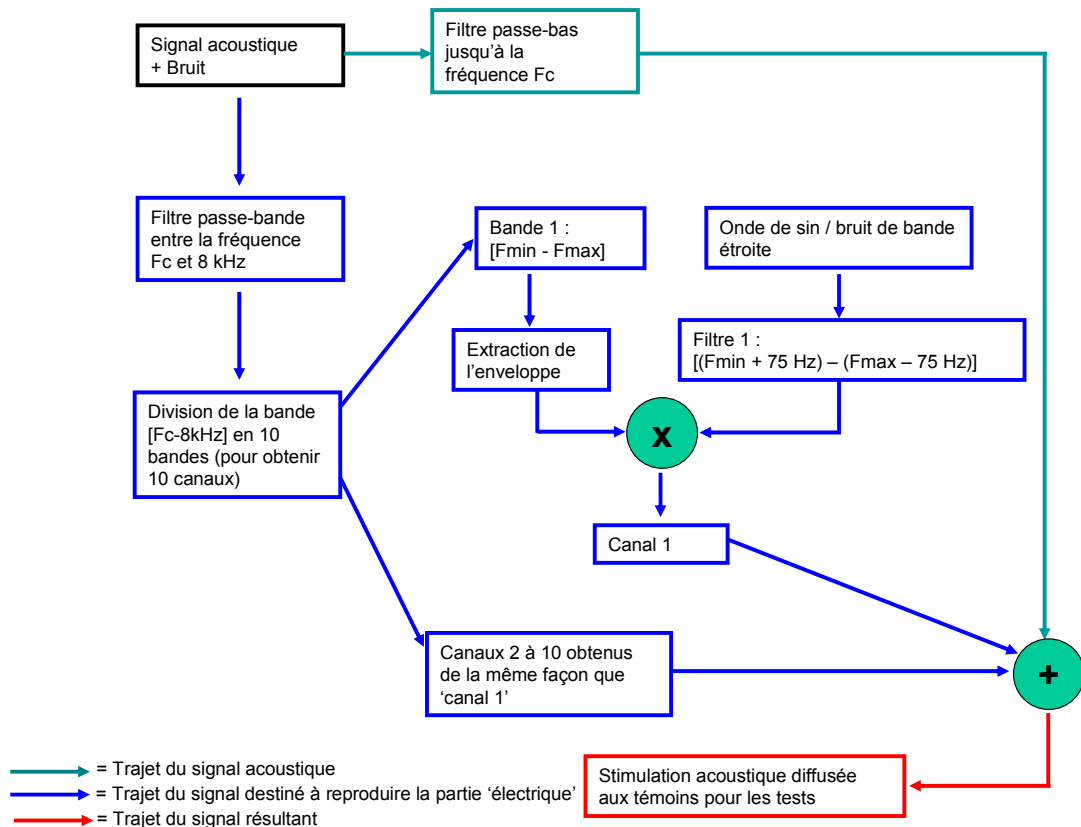 Signal acoustique
+ Bruit
Filtre passe-bas
jusqu'à la
fréquence Fc
Filtre passe-bande
entre la fréquence
Fc et 8 kHz
Bande 1 :
[Fmin - Fmax]
Onde de sin / bruit de bande
étroite
Extraction de
l'enveloppe
Filtre 1 :
[(Fmin + 75 Hz) – (Fmax – 75 Hz)]
Division de la bande
[Fc-8kHz] en 10
bandes (pour obtenir
10 canaux)
x
Canal 1
Canaux 2 à 10 obtenus
de la même façon que
'canal 1'
+
Stimulation acoustique diffusée
aux témoins pour les tests
= Trajet du signal acoustique
= Trajet du signal destiné à reproduire la partie 'électrique'
= Trajet du signal résultant